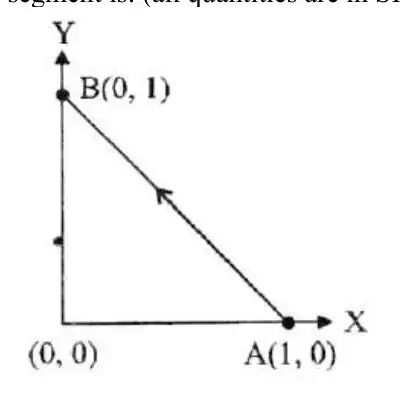 segment is: (all quantities are in SI
Y
B(0, 1)
X
(0, 0)
A(1, 0)